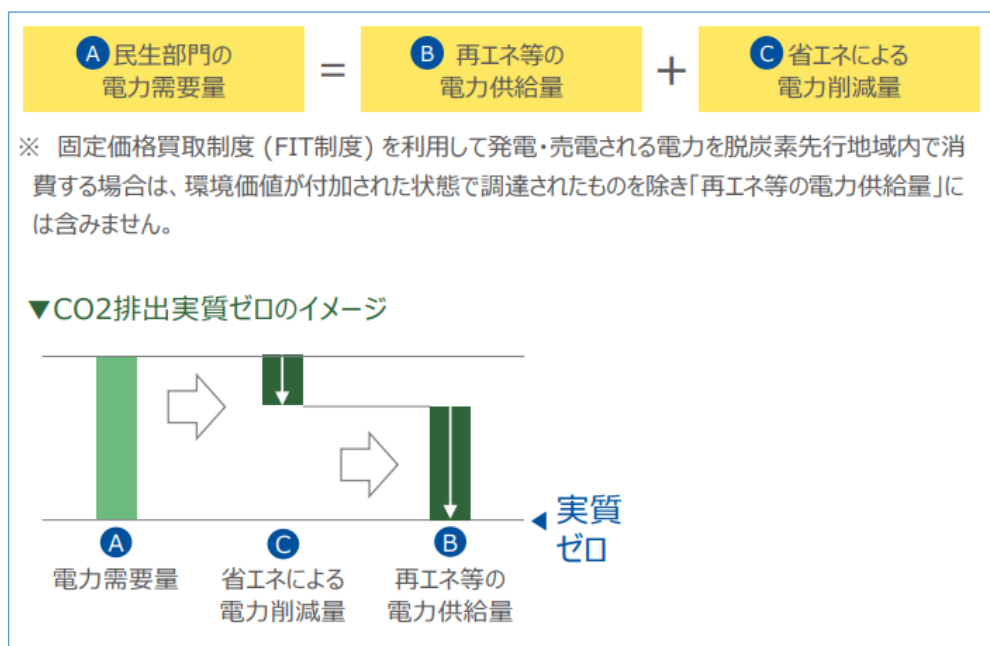 A 民生部門の
電力需要量
=
B 再エネ等の
電力供給量
+
C 省エネによる
電力削減量
※ 固定価格買取制度 (FIT制度) を利用して発電・売電される電力を脱炭素先行地域内で消
費する場合は、環境価値が付加された状態で調達されたものを除き「再エネ等の電力供給量」に
は含みません。
▼CO2排出実質ゼロのイメージ
◀ 実質
ゼロ
A
電力需要量
C
省エネによる
電力削減量
B
再エネ等の
電力供給量